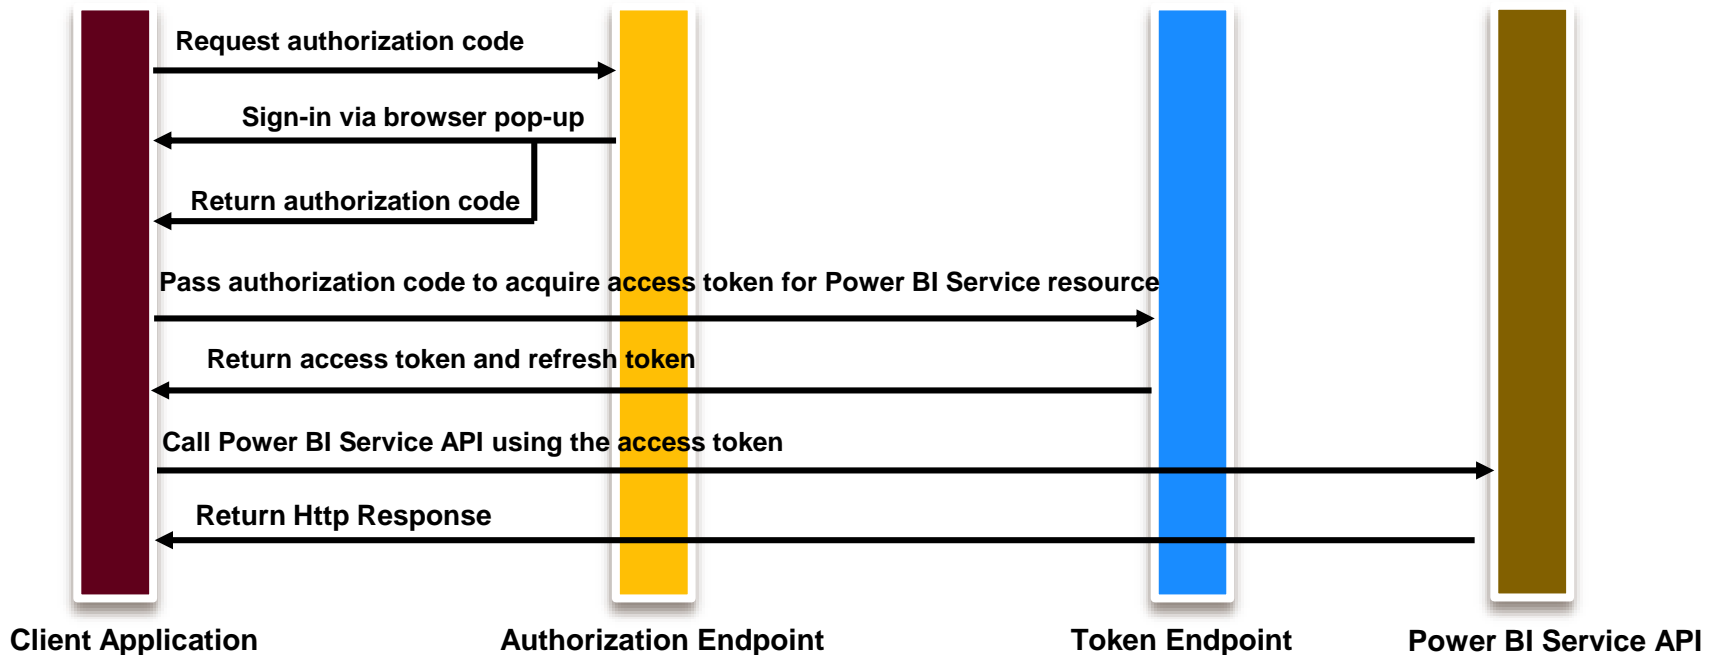 Request authorization code
Sign-in via browser pop-up
Return authorization code
Pass authorization code to acquire access token for Power BI Service resource
Return access token and refresh token
Call Power BI Service API using the access token
Return Http Response
Client Application
Authorization Endpoint
Token Endpoint
Power BI Service API